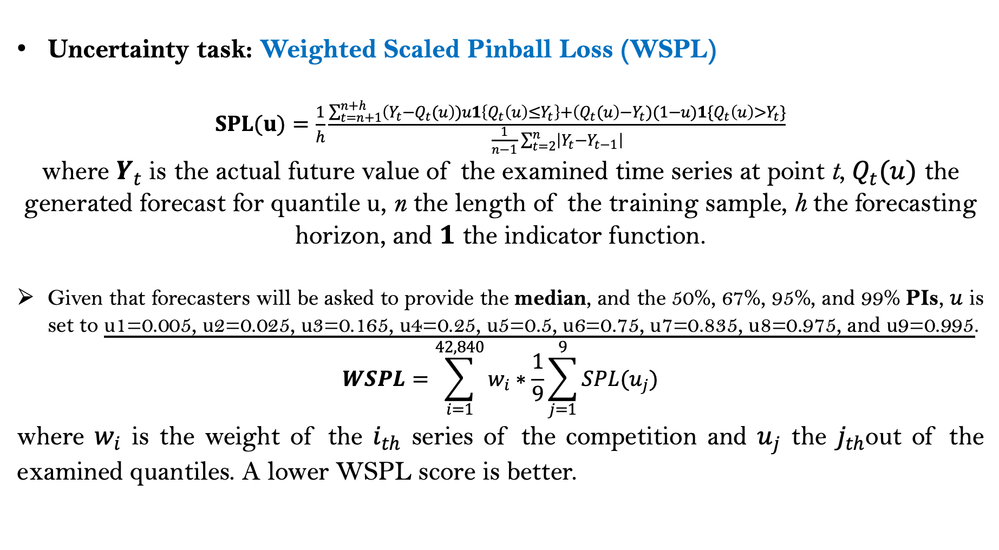 • Uncertainty task: Weighted Scaled Pinball Loss (WSPL)
SPL(u) = \frac{1}{h} \frac{\sum_{t=n+1}^{n+h} (Y_t−Q_t(u))u\mathbf{1}\{Q_t(u)≤Y_t\}+(Q_t(u)−Y_t)(1−u)\mathbf{1}\{Q_t(u)>Y_t\}}{\frac{1}{n−1} \sum_{t=2}^{n} |Y_t−Y_{t−1}|}
where Y_t is the actual future value of the examined time series at point t, Q_t(u) the
generated forecast for quantile u, n the length of the training sample, h the forecasting
horizon, and 1 the indicator function.
➢ Given that forecasters will be asked to provide the median, and the 50%, 67%, 95%, and 99% PIs, u is
set to u1=0.005, u2=0.025, u3=0.165, u4=0.25, u5=0.5, u6=0.75, u7=0.835, u8=0.975, and u9=0.995.
WSPL = \sum_{i=1}^{42,840} w_i * \frac{1}{9} \sum_{j=1}^{9} SPL(u_j)
where w_i is the weight of the i_{th} series of the competition and u_j the j_{th}out of the
examined quantiles. A lower WSPL score is better.